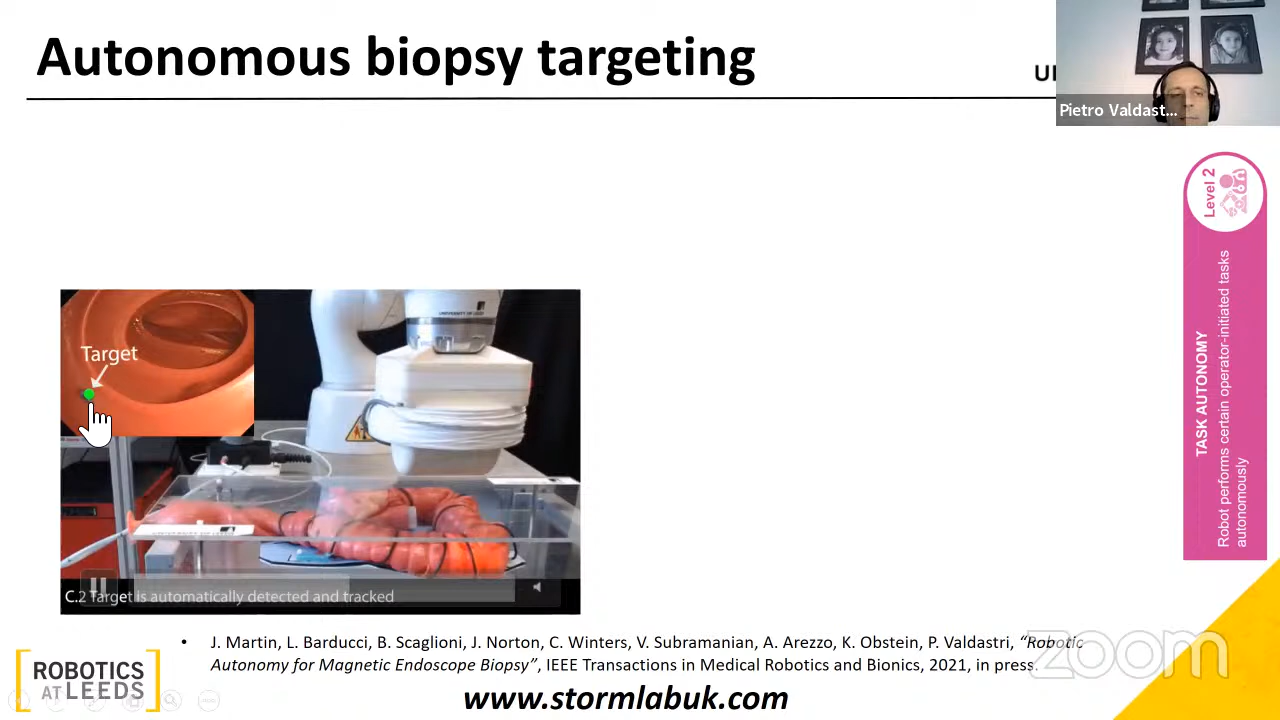 Autonomous biopsy targeting
Pietro Valdast...
Level 2
TASK AUTONOMY
Robot performs certain operator-initiated tasks
autonomously
Target
C.2 Target is automatically detected and tracked
• J. Martin, L. Barducci, B. Scaglioni, J. Norton, C. Winters, V. Subramanian, A. Arezzo, K. Obstein, P. Valdastri, “Robotic
Autonomy for Magnetic Endoscope Biopsy”, IEEE Transactions in Medical Robotics and Bionics, 2021, in press.
ROBOTICS
AT LEEDS
www.stormlabuk.com
zoom